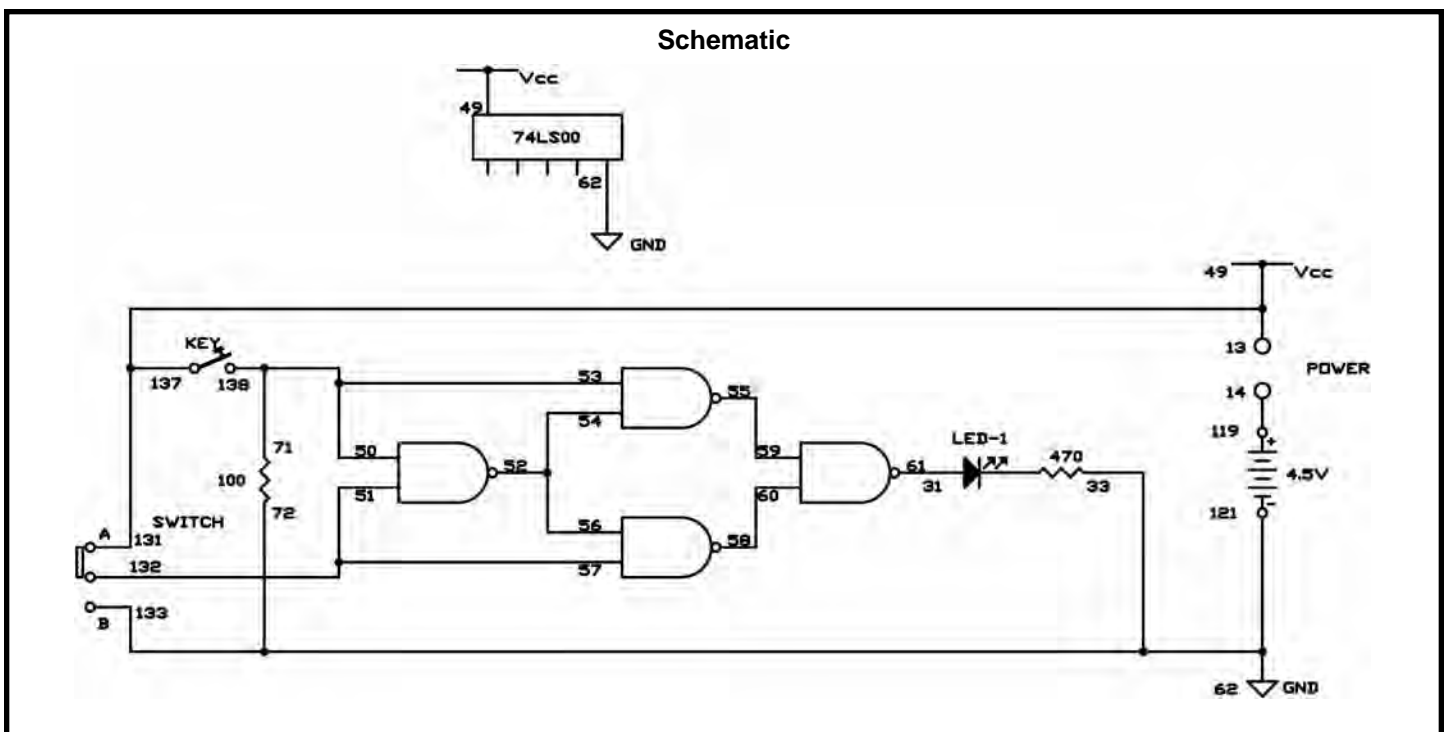 Schematic
Vcc
49
74LS00
62
GND
49 Vcc
KEY
137 138
13
POWER
53
55
14
54
71
119
+
50
52
59
LED-1
470
4.5V
100
51
61
31
33
60
-
72
121
SWITCH
A
131
56
58
132
57
133
B
62 GND